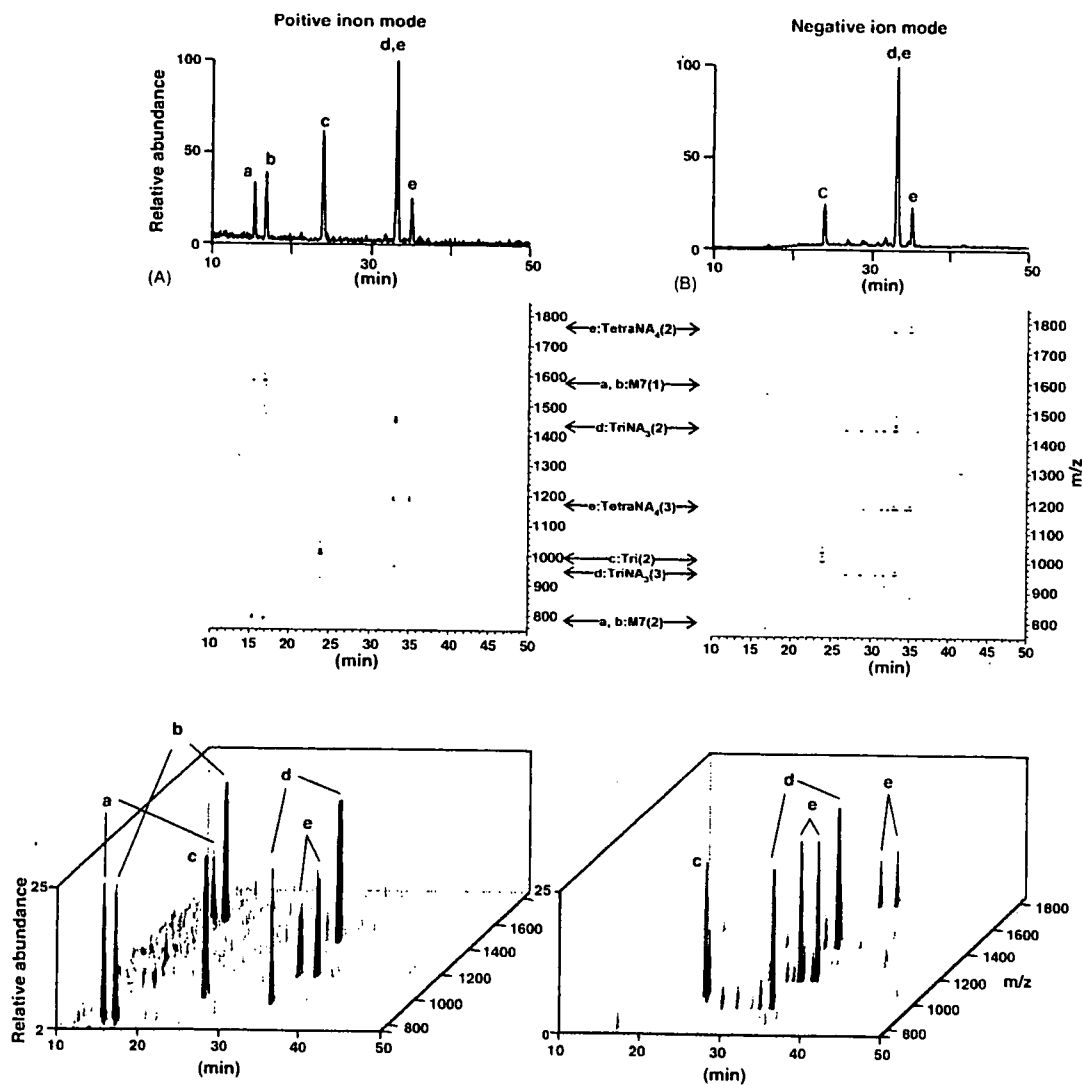 Poitive inon mode
Negative ion mode
d,e
d,e
100
100
Relative abundance
c
50
50
b
a
e
C
e
0
0
10
30
50
10
30
50
(A)
(min)
(B)
(min)
1800
e:TetraNA4(2)
1800
1700
1700
1600
a, b:M7(1)
1600
1500
1500
d:TriNA3(2)
1400
1400
1300
1300
m/z
1200
e:TetraNA4(3)
1200
1100
1100
1000
c:Tri(2)
1000
900
d:TriNA3(3)
900
800
a, b:M7(2)
800
10 15 20 25 30 35 40 45 50
10 15 20 25 30 35 40 45 50
(min)
(min)
b
a
d
d
e
e
e
c
c
25
25
Relative abundance
1800
1600
1600
1400
1400
1200
1200
1000
1000
m/z
800
800
2
0
10 20 30 40 50
10 20 30 40 50
(min)
(min)